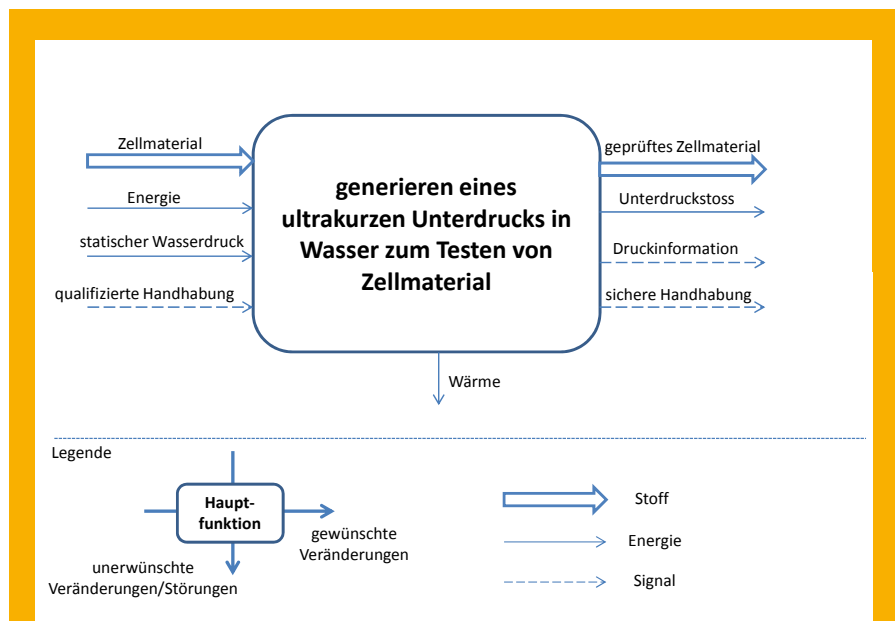 Zellmaterial
Energie
statischer Wasserdruck
qualifizierte Handhabung
generieren eines
ultrakurzen Unterdrucks in
Wasser zum Testen von
Zellmaterial
geprüftes Zellmaterial
Unterdruckstoss
Druckinformation
sichere Handhabung
Wärme
Legende
Haupt-
funktion
gewünschte
Veränderungen
unerwünschte
Veränderungen/Störungen
Stoff
Energie
Signal